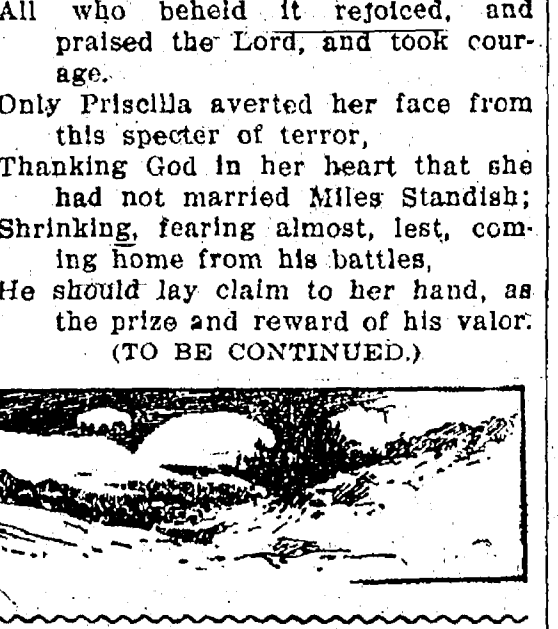 All who beheld it rejoiced, and
praised the Lord, and took cour-
age.
Only Priscilla averted her face from
this specter of terror,
Thanking God in her heart that she
had not married Miles Standish;
Shrinking, fearing almost, lest, com-
ing home from his battles,
He should lay claim to her hand, as
the prize and reward of his valor.
(TO BE CONTINUED.)